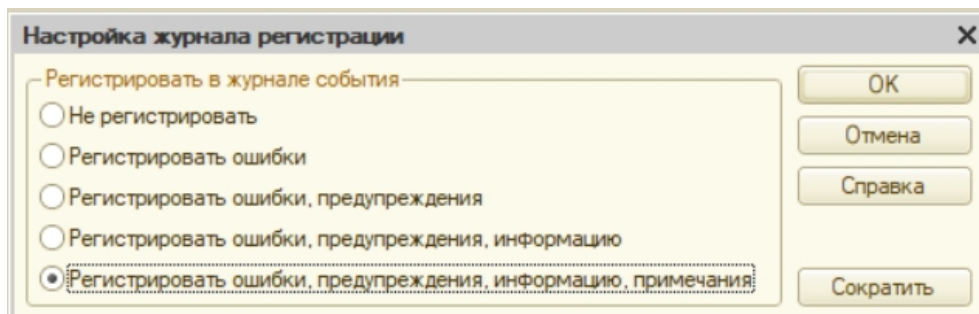 Настройка журнала регистрации
Регистрировать в журнале события
Не регистрировать
Регистрировать ошибки
Регистрировать ошибки, предупреждения
Регистрировать ошибки, предупреждения, информацию
Регистрировать ошибки, предупреждения, информацию, примечания
OK
Отмена
Справка
Сократить